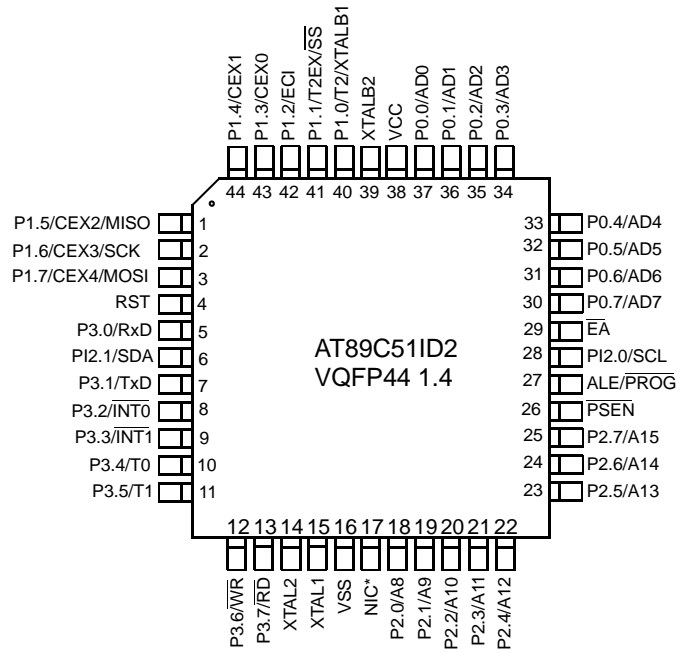 P1.4/CEX1
P1.3/CEX0
P1.2/ECI
P1.1/T2EX/S̅S̅
P1.0/T2/XTALB1
XTALB2
VCC
P0.0/AD0
P0.1/AD1
P0.2/AD2
P0.3/AD3
44 43 42 41 40 39 38 37 36 35 34
P1.5/CEX2/MISO 1
P1.6/CEX3/SCK 2
P1.7/CEX4/MOSI 3
RST 4
P3.0/RxD 5
PI2.1/SDA 6
P3.1/TxD 7
P3.2/I̅N̅T̅0̅ 8
P3.3/I̅N̅T̅1̅ 9
P3.4/T0 10
P3.5/T1 11
AT89C51ID2
VQFP44 1.4
33 P0.4/AD4
32 P0.5/AD5
31 P0.6/AD6
30 P0.7/AD7
29 E̅A̅
28 PI2.0/SCL
27 ALE/P̅R̅O̅G̅
26 P̅S̅E̅N̅
25 P2.7/A15
24 P2.6/A14
23 P2.5/A13
12 13 14 15 16 17 18 19 20 21 22
P3.6/W̅R̅
P3.7/R̅D̅
XTAL2
XTAL1
VSS
NIC*
P2.0/A8
P2.1/A9
P2.2/A10
P2.3/A11
P2.4/A12